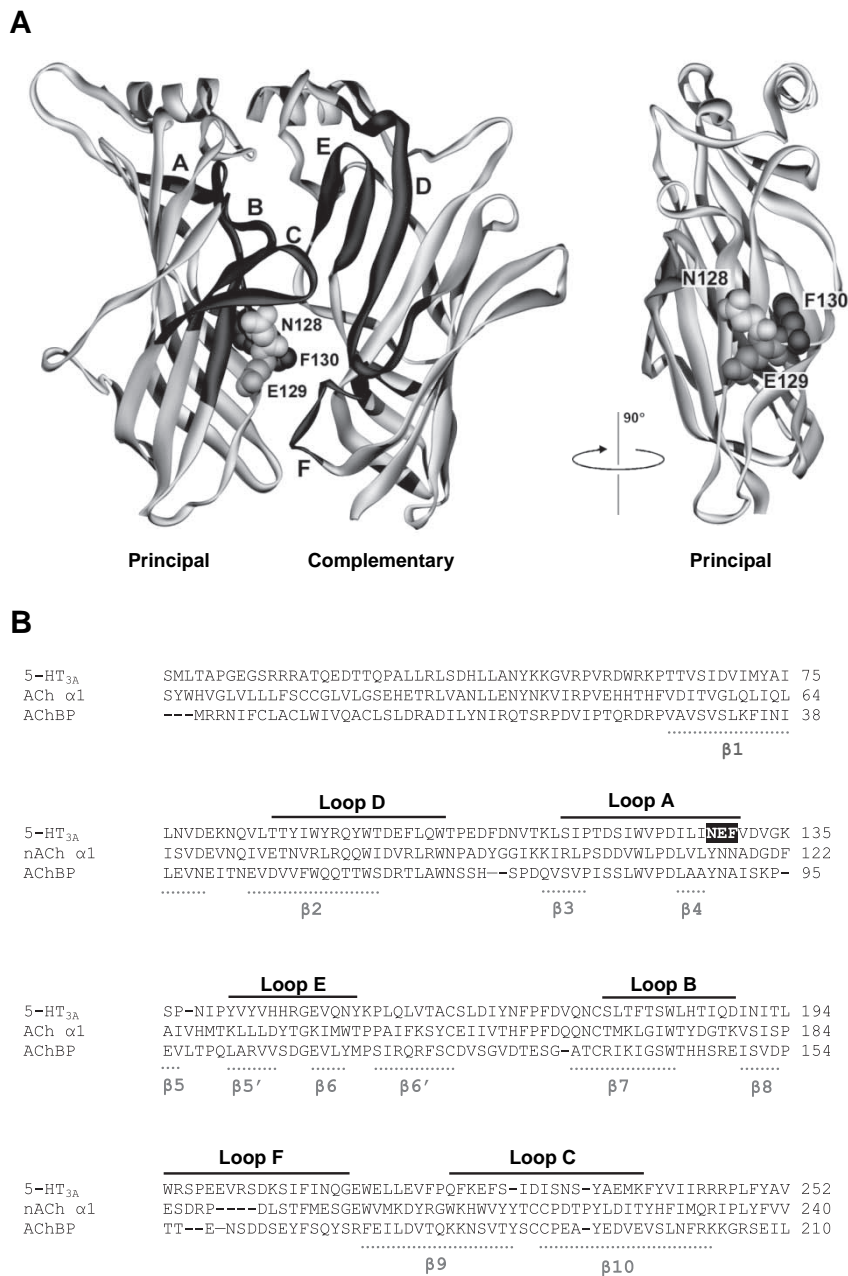 A
A
B
C
E
D
N128
F130
E129
F
N128
F130
E129
90°
Principal
Complementary
Principal
B
5-HT3A SMLTAPGEGSRRRATQEDTTQPALLRLSDHLLANYKKGVRPVRDWRKPTTVSIDVIMYAI 75
ACh α1 SYWHVGLVLLLFSCCGLVLGSEHETRLVANLLENYNKVIRPVEHHTHFVDITVGLQLIQL 64
AChBP ---MRRNIFCLACLWIVQACLSLDRADILYNIRQTSRPDVIPTQRDRPVAVSVSLKFINI 38
β1
Loop D Loop A
5-HT3A LNVDEKNQVLTTYIWYRQYWTDEFLQWTPEDFDNVTKLSIPTDSIWVPDILINEFVDVGK 135
nACh α1 ISVDEVNQIVETNVRLRQQWIDVRLRWNPADYGGIKKIRLPSDDVWLPDLVLYNNADGDF 122
AChBP LEVNEITNEVDVVFWQQTTWSDRTLAWNSSH--SPDQVSVPISSLWVPDLAAYNAISKP- 95
β2 β3 β4
Loop E Loop B
5-HT3A SP-NIPYVYVHHRGEVQNYKPLQLVTACSLDIYNFPFDVQNCSLTFTSWLHTIQDINITL 194
ACh α1 AIVHMTKLLLDYTGKIMWTPPAIFKSYCEIIVTHFPFDQQNCTMKLGIWTYDGTKVSISP 184
AChBP EVLTPQLARVVSDGEVLYMPSIRQRFSCDVSGVDTESG-ATCRIKIGSWTHHSREISVDP 154
β5 β5′ β6 β6′ β7 β8
Loop F Loop C
5-HT3A WRSPEEVRSDKSIFINQGEWELLEVFPQFKEFS-IDISNS-YAEMKFYVIIRRRPLFYAV 252
nACh α1 ESDRP----DLSTFMESGEWVMKDYRGWKHWVYYTCCPDTPYLDITYHFIMQRIPLYFVV 240
AChBP TT--E-NSDDSEYFSQYSRFEILDVTQKKNSVTYSCCPEA-YEDVEVSLNFRKKGRSEIL 210
β9 β10